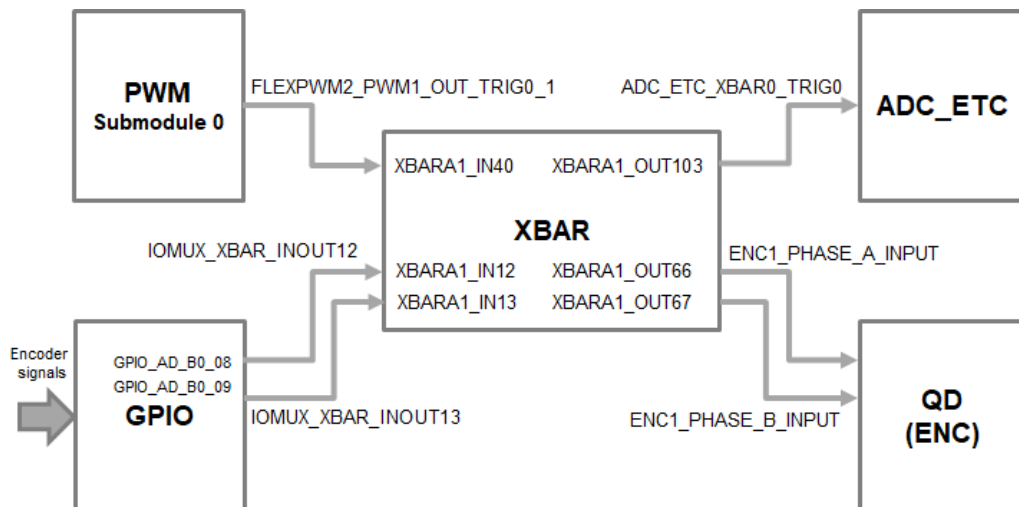 PWM
Submodule 0
FLEXPWM2_PWM1_OUT_TRIG0_1
ADC_ETC_XBAR0_TRIG0
ADC_ETC
XBARA1_IN40
XBARA1_OUT103
XBAR
IOMUX_XBAR_INOUT12
ENC1_PHASE_A_INPUT
XBARA1_IN12
XBARA1_OUT66
XBARA1_IN13
XBARA1_OUT67
Encoder
signals
GPIO_AD_B0_08
GPIO_AD_B0_09
GPIO
IOMUX_XBAR_INOUT13
ENC1_PHASE_B_INPUT
QD
(ENC)